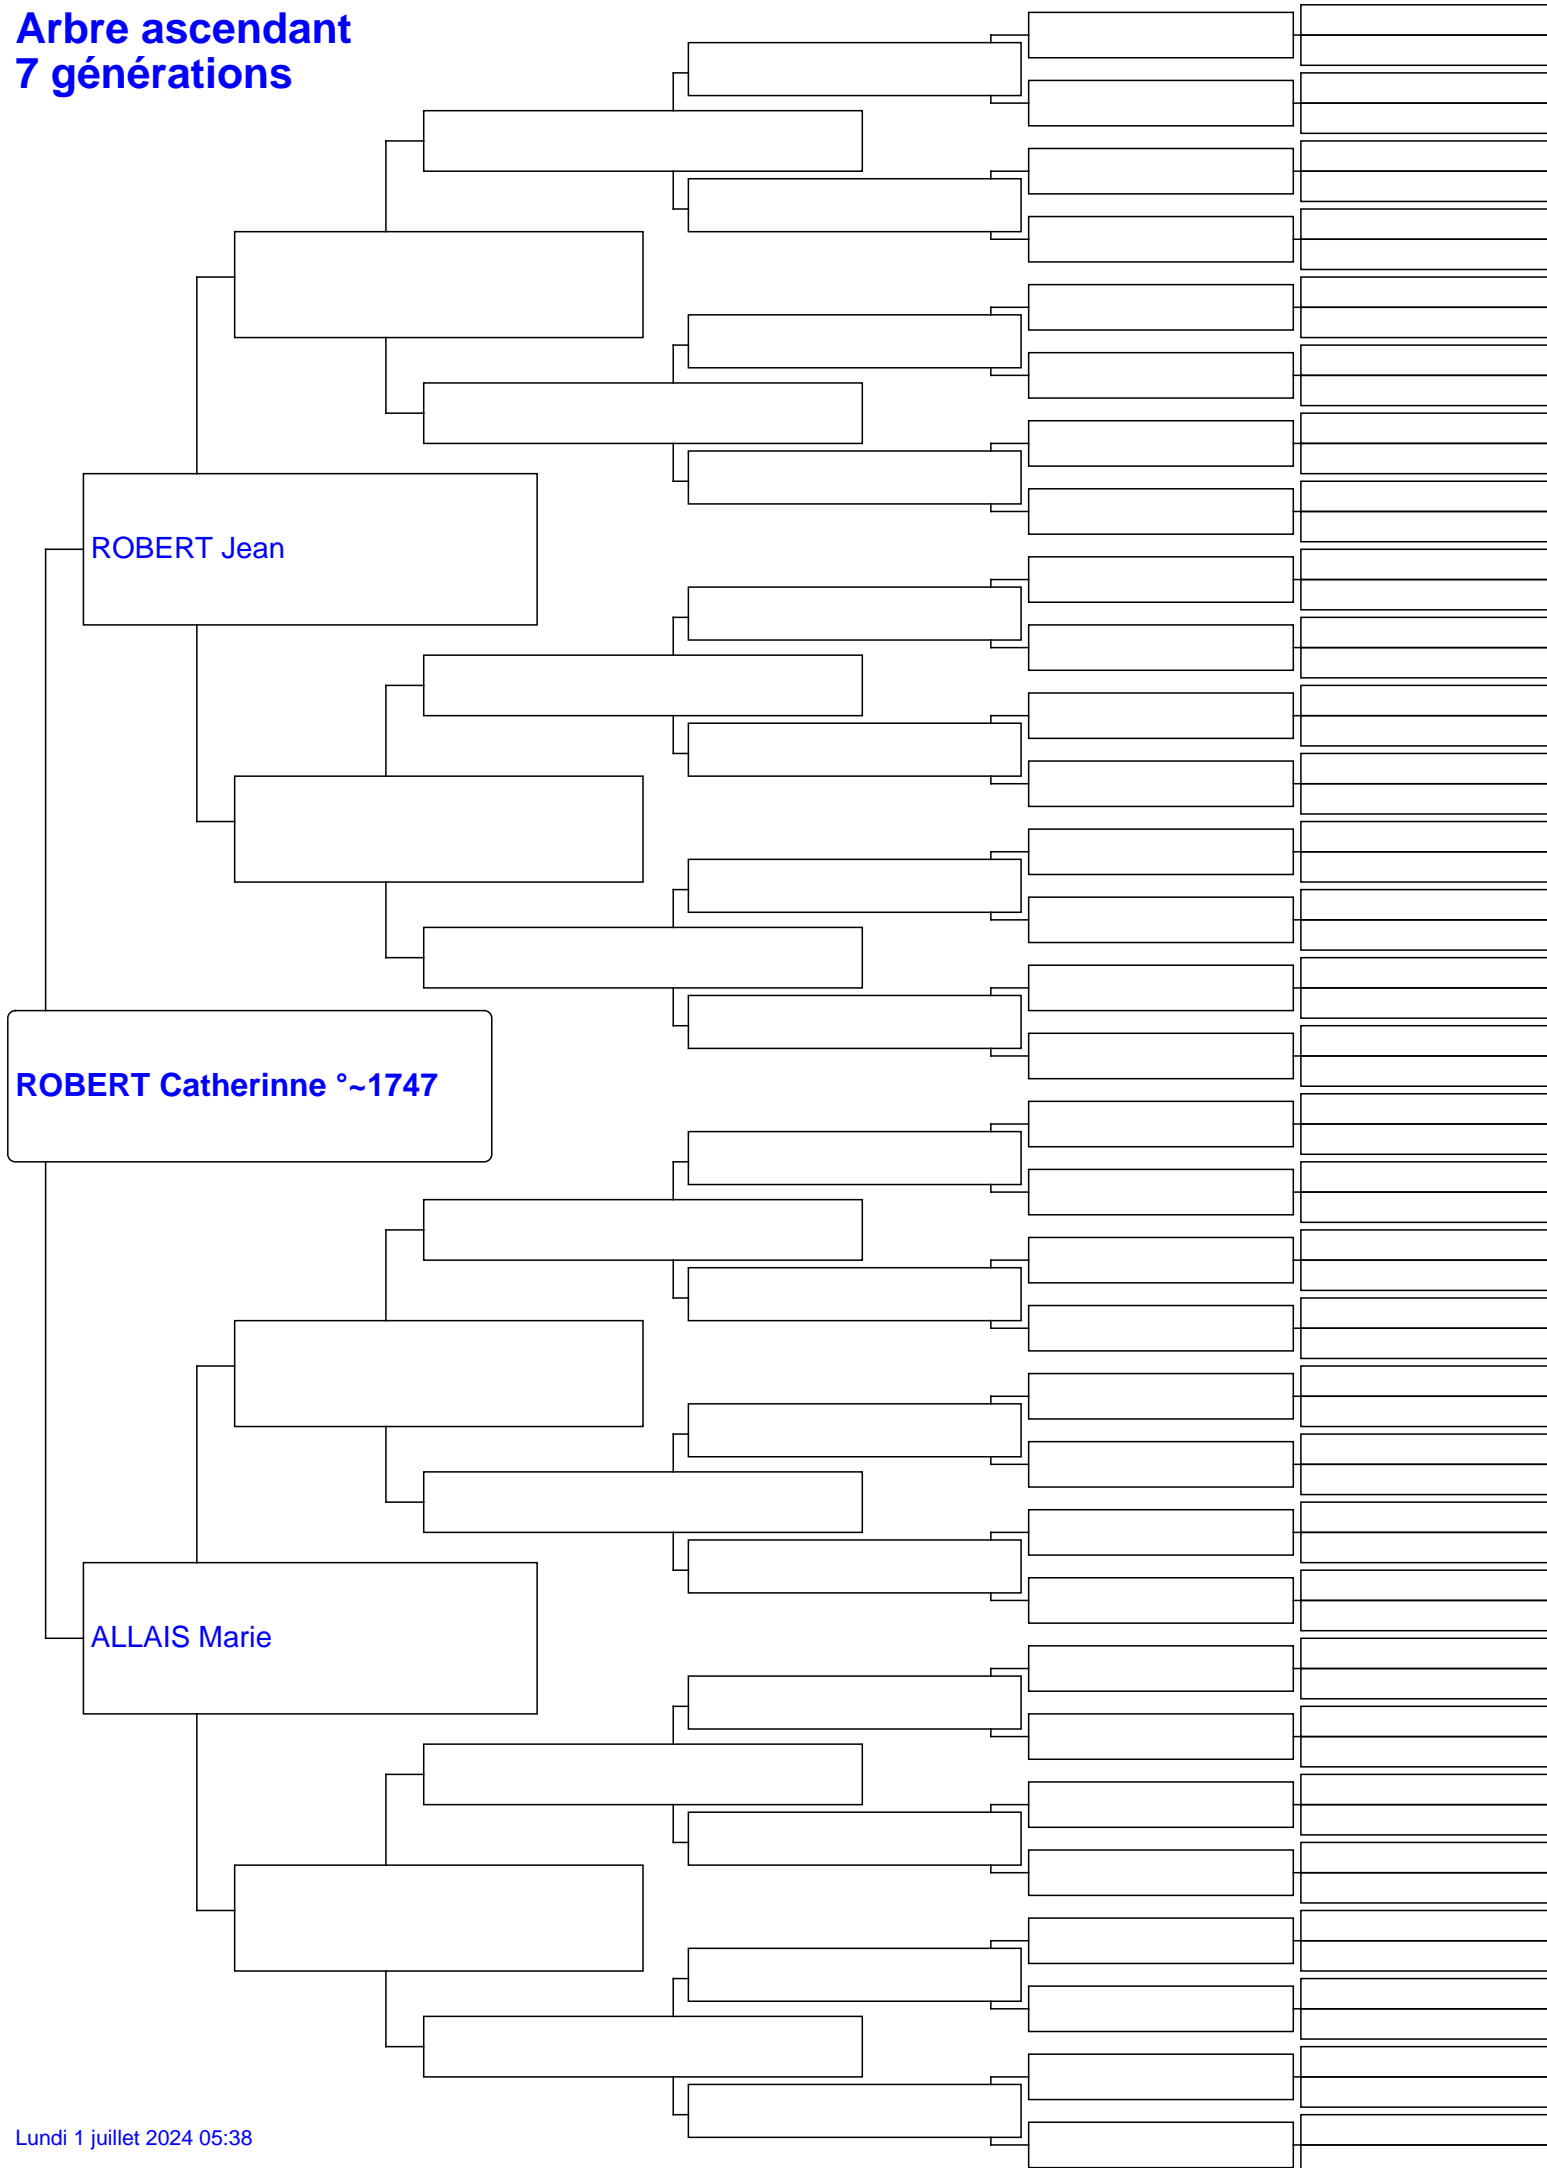 Arbre ascendant
7 générations
ROBERT Jean
ROBERT Catherinne °~1747
ALLAIS Marie
Lundi 1 juillet 2024 05:38